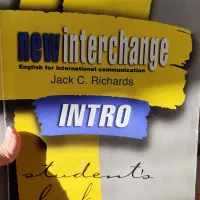 newinterchange
English for international communication
Jack C. Richards
INTRO
student's